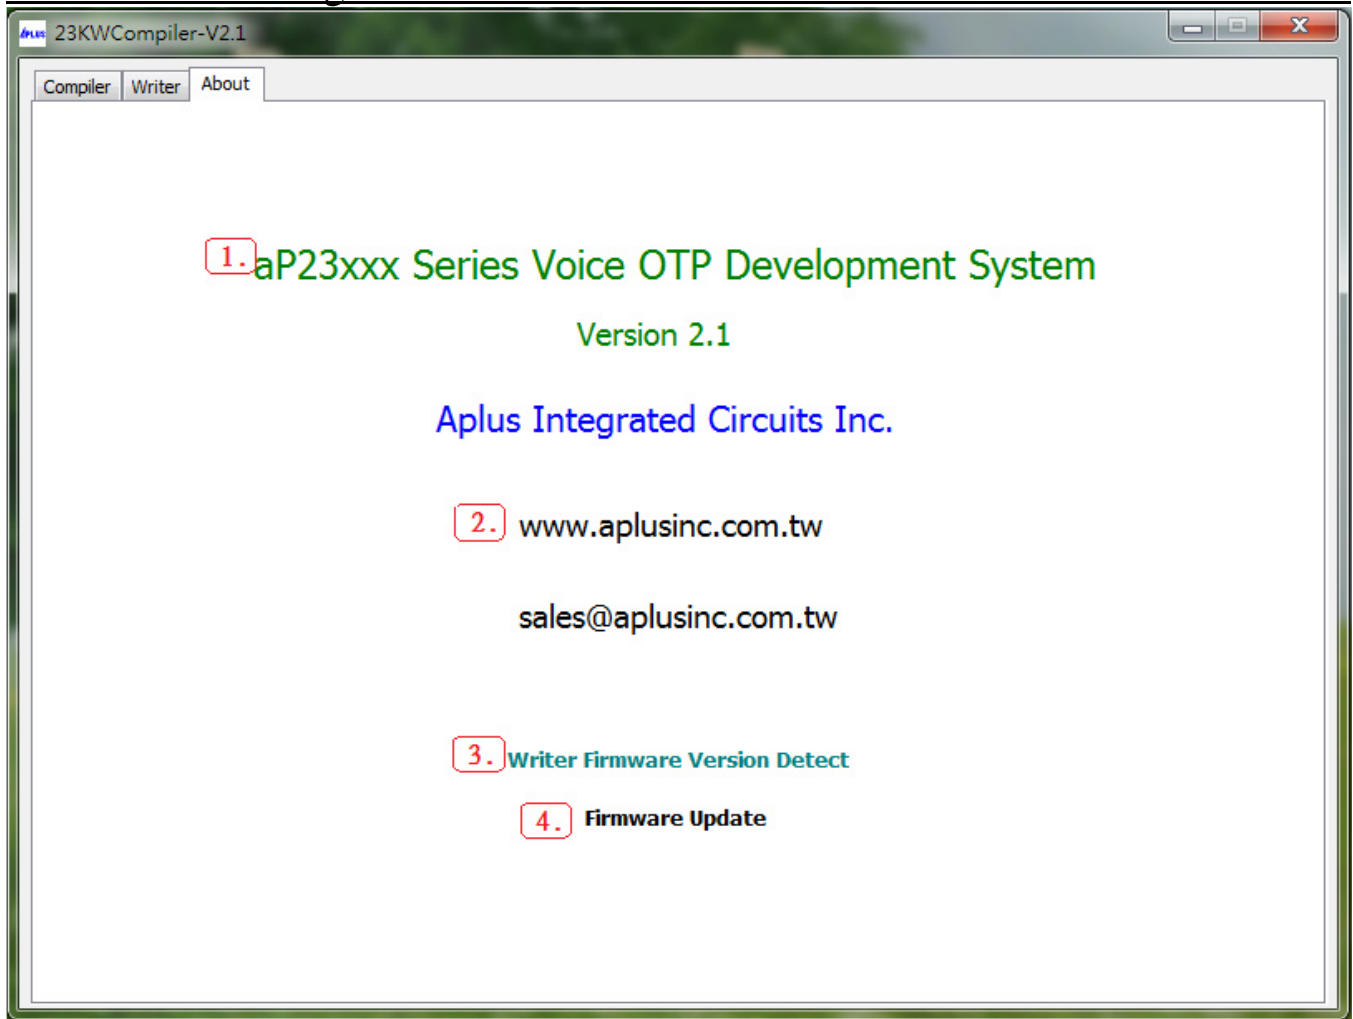 APLUS 23KWCompiler-V2.1
Compiler Writer About
1. aP23xxx Series Voice OTP Development System
Version 2.1
Aplus Integrated Circuits Inc.
2. www.aplusinc.com.tw
sales@aplusinc.com.tw
3. Writer Firmware Version Detect
4. Firmware Update